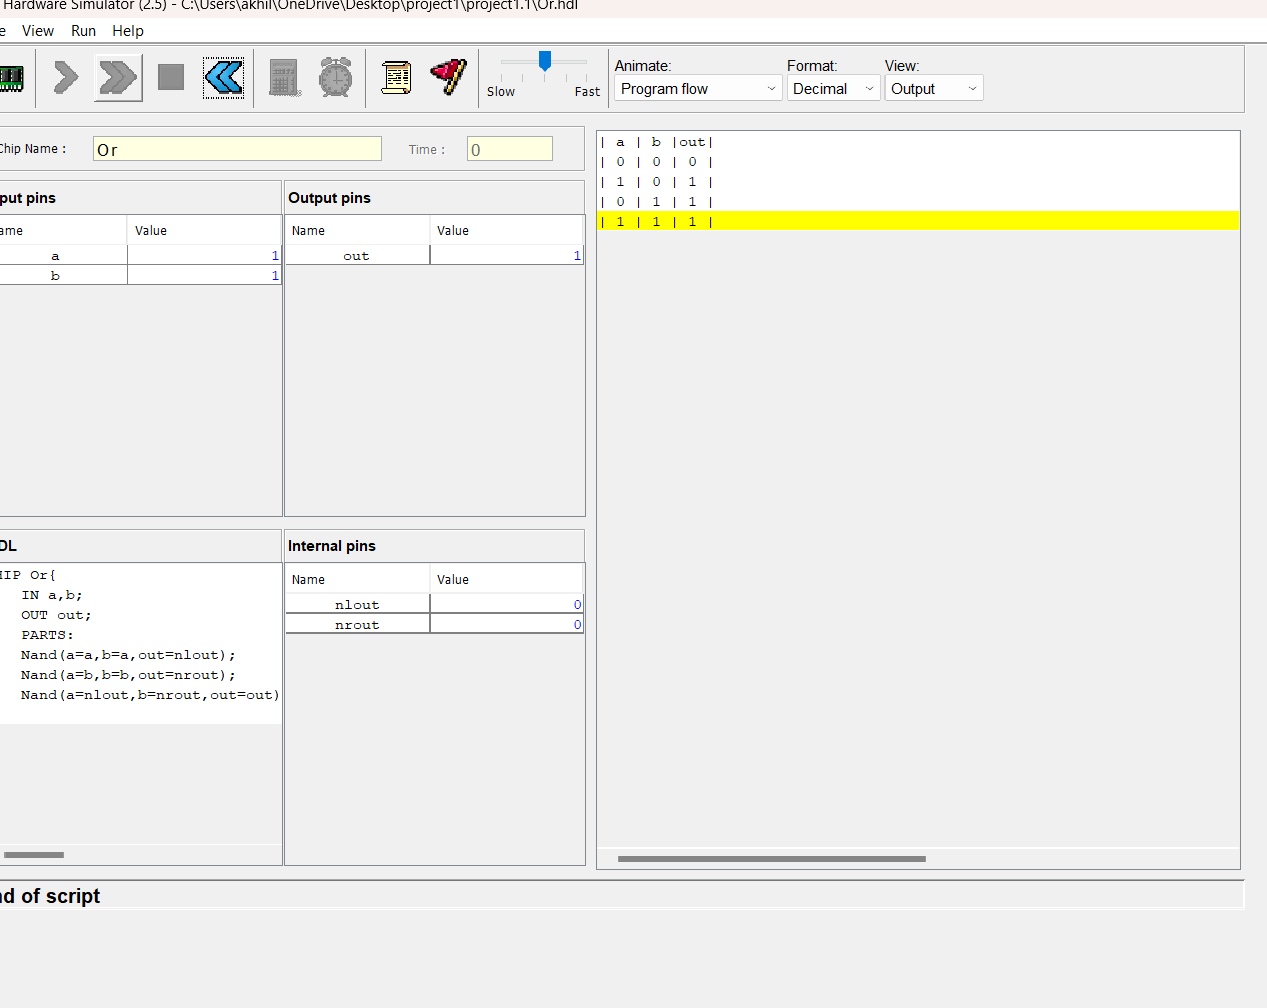 Hardware Simulator (2.5) - C:\Users\akhil\OneDrive\Desktop\project1\project1.1\Or.hdl
e View Run Help
Slow Fast
Animate: Format: View:
Program flow Decimal Output
Chip Name : Or Time : 0
put pins
ame Value
a 1
b 1
Output pins
Name Value
out 1
| a | b |out|
| 0 | 0 | 0 |
| 1 | 0 | 1 |
| 0 | 1 | 1 |
| 1 | 1 | 1 |
DL
HIP Or{
IN a,b;
OUT out;
PARTS:
Nand(a=a,b=a,out=nlout);
Nand(a=b,b=b,out=nrout);
Nand(a=nlout,b=nrout,out=out)
Internal pins
Name Value
nlout 0
nrout 0
nd of script